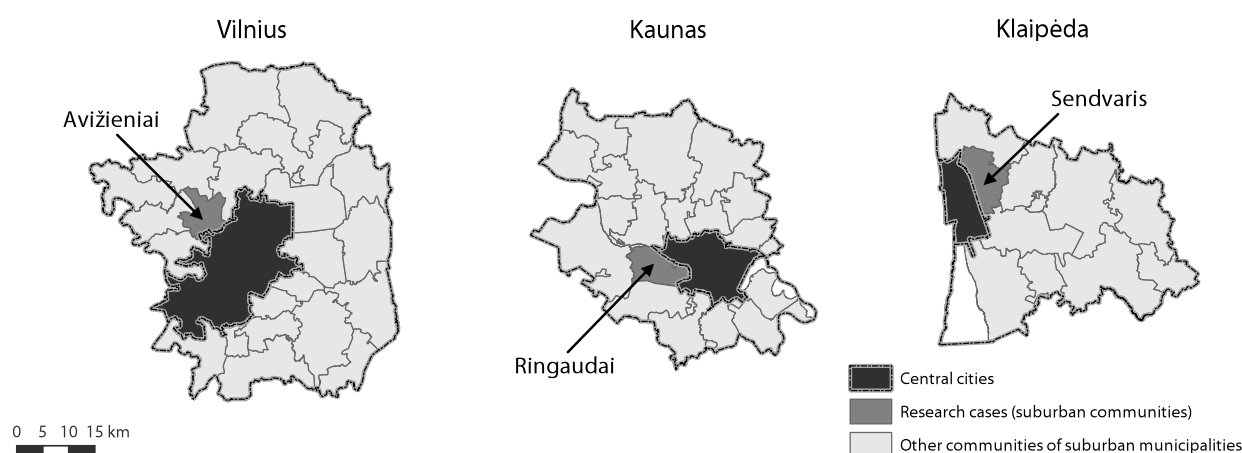 Vilnius
Kaunas
Klaipėda
Avižieniai
Sendvaris
Ringaudai
Central cities
Research cases (suburban communities)
Other communities of suburban municipalities
0 5 10 15 km